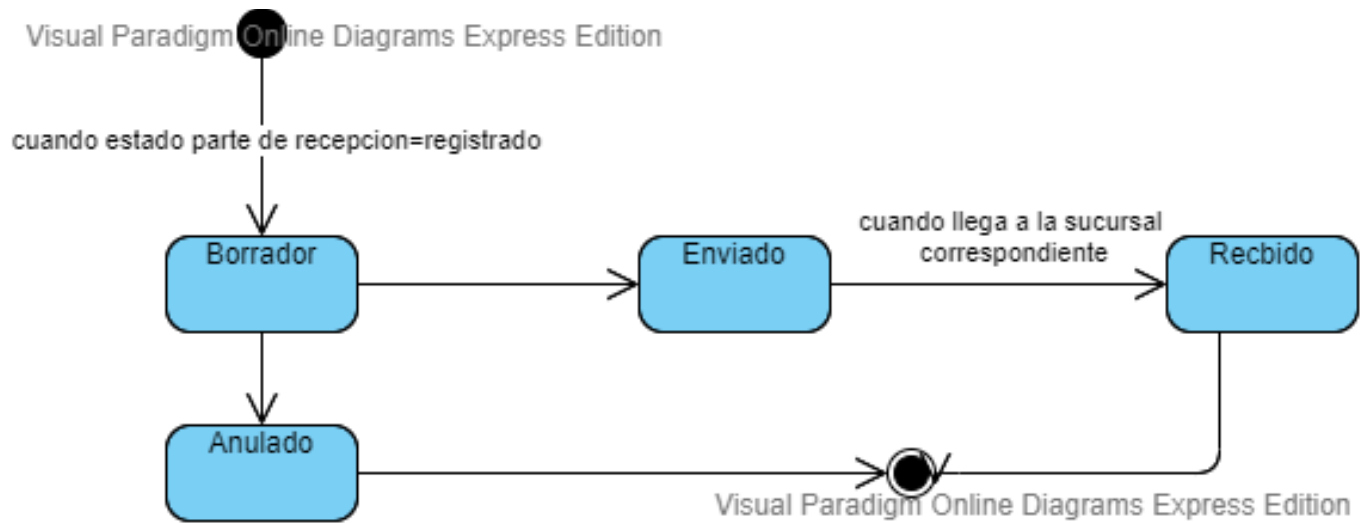 Visual Paradigm Online Diagrams Express Edition
cuando estado parte de recepcion=registrado
cuando llega a la sucursal
correspondiente
Borrador
Enviado
Recbido
Anulado
Visual Paradigm Online Diagrams Express Edition